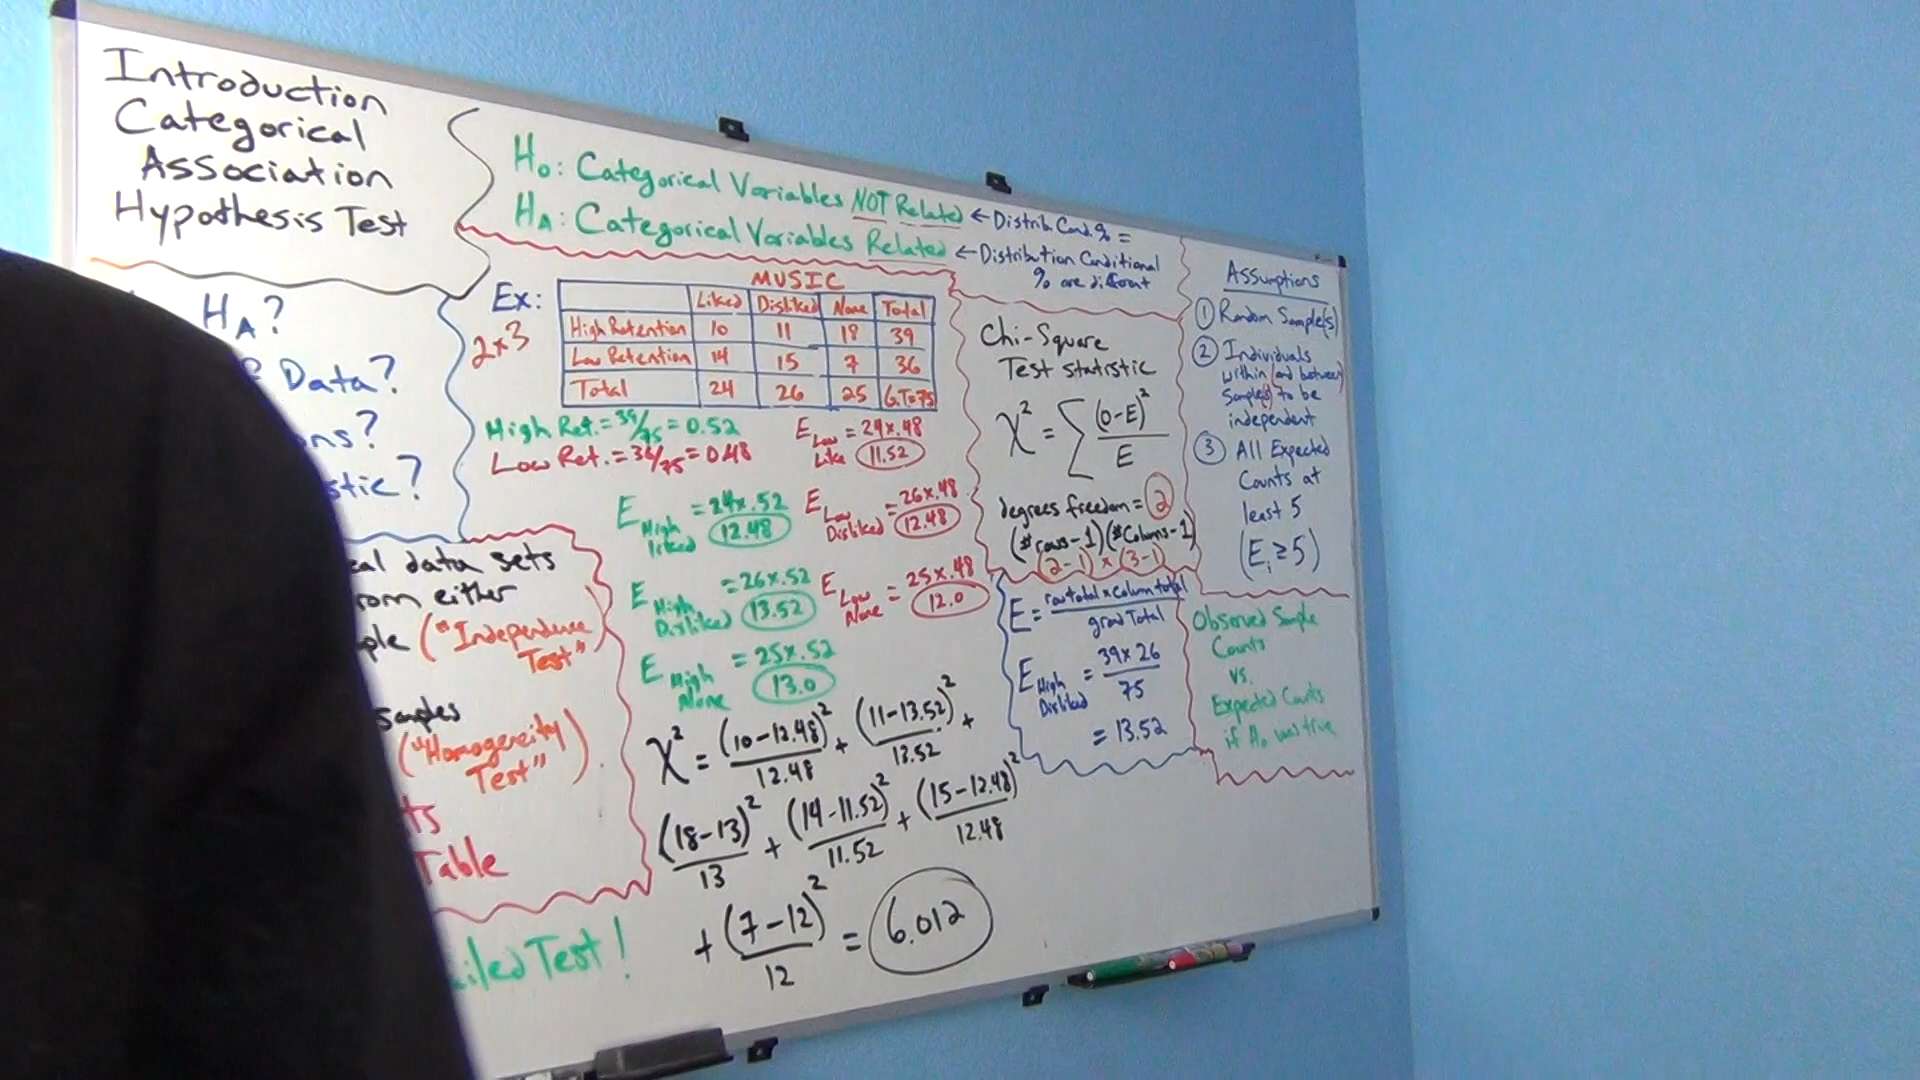 Introduction
Categorical
Association
Hypothesis Test
H₀: Categorical Variables NOT Related ← Distrib. Cond. % =
H_A: Categorical Variables Related ← Distribution Conditional
% are different
H_A?
Data?
ons?
stic?
cal data sets
rom either
ple ("Independence
Test")
samples
("Homogeneity
Test")
ts
Table
iled Test!
Ex:
2x3
MUSIC
Liked Disliked None Total
High Retention 10 11 18 39
Low Retention 14 15 7 36
Total 24 26 25 G.T=75
High Ret. = 39/75 = 0.52
Low Ret. = 36/75 = 0.48
E Low Like = 24x.48
11.52
E High liked = 24x.52
12.48
E Low Disliked = 26x.48
12.48
E High Disliked = 26x.52
13.52
E Low None = 25x.48
12.0
E High None = 25x.52
13.0
χ² = (10-12.48)²/12.48 + (11-13.52)²/13.52 +
(18-13)²/13 + (14-11.52)²/11.52 + (15-12.48)²/12.48
+ (7-12)²/12 = 6.012
Chi-Square
Test statistic
χ² = Σ (O-E)²/E
degrees freedom = 2
(#rows-1)(#Columns-1)
(2-1) x (3-1)
E = row total x column total / grand Total
E High Disliked = 39x26/75
= 13.52
Assumptions
① Random Sample(s)
② Individuals
within (and between)
Sample(s) to be
independent
③ All Expected
Counts at
least 5
(Eᵢ ≥ 5)
Observed Sample
Counts
vs.
Expected Counts
if H₀ was true